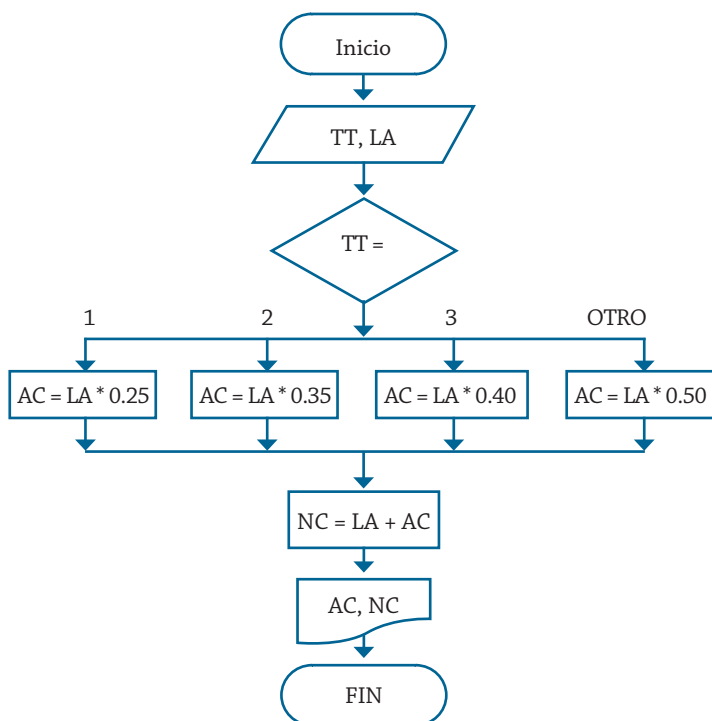 Inicio
TT, LA
TT =
1 2 3 OTRO
AC = LA * 0.25 AC = LA * 0.35 AC = LA * 0.40 AC = LA * 0.50
NC = LA + AC
AC, NC
FIN